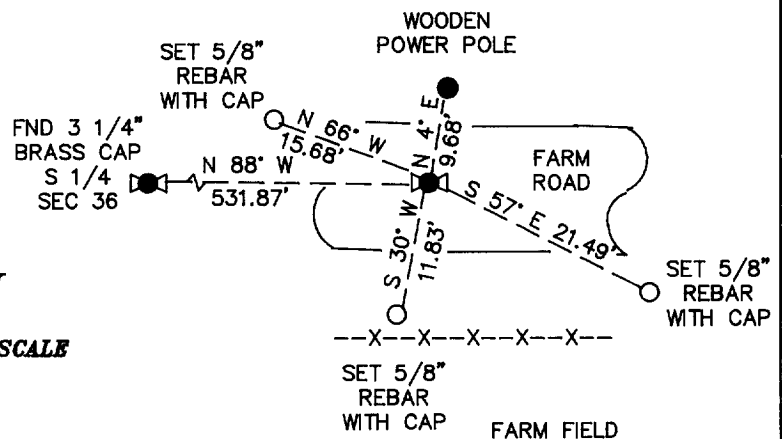 WOODEN
POWER POLE
SET 5/8"
REBAR
WITH CAP
FND 3 1/4"
BRASS CAP
S 1/4
SEC 36
N 66° W
15.68'
N 4° E
9.68'
N 88° W
531.87'
FARM
ROAD
S 57° E 21.49'
S 30° W
11.83'
SET 5/8"
REBAR
WITH CAP
SCALE
--X--X--X--X--X--
SET 5/8"
REBAR
WITH CAP
FARM FIELD